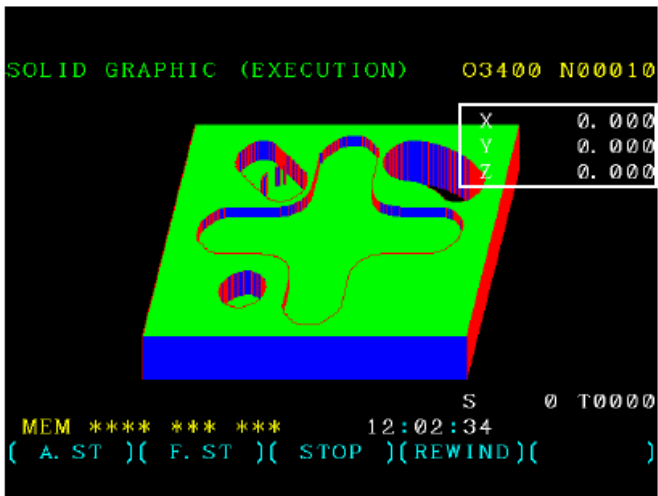 SOLID GRAPHIC (EXECUTION) O3400 N00010
X 0.000
Y 0.000
Z 0.000
S 0 T0000
MEM **** *** ***
12:02:34
( A.ST )( F.ST )( STOP )(REWIND)( )